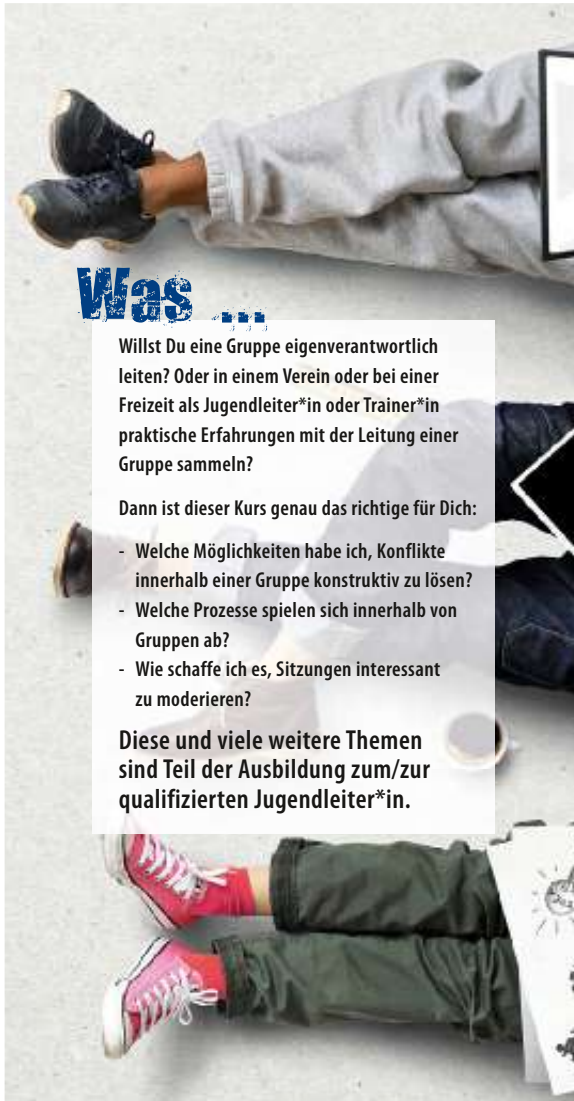 Was ...
Willst Du eine Gruppe eigenverantwortlich
leiten? Oder in einem Verein oder bei einer
Freizeit als Jugendleiter*in oder Trainer*in
praktische Erfahrungen mit der Leitung einer
Gruppe sammeln?
Dann ist dieser Kurs genau das richtige für Dich:
- Welche Möglichkeiten habe ich, Konflikte
innerhalb einer Gruppe konstruktiv zu lösen?
- Welche Prozesse spielen sich innerhalb von
Gruppen ab?
- Wie schaffe ich es, Sitzungen interessant
zu moderieren?
Diese und viele weitere Themen
sind Teil der Ausbildung zum/zur
qualifizierten Jugendleiter*in.